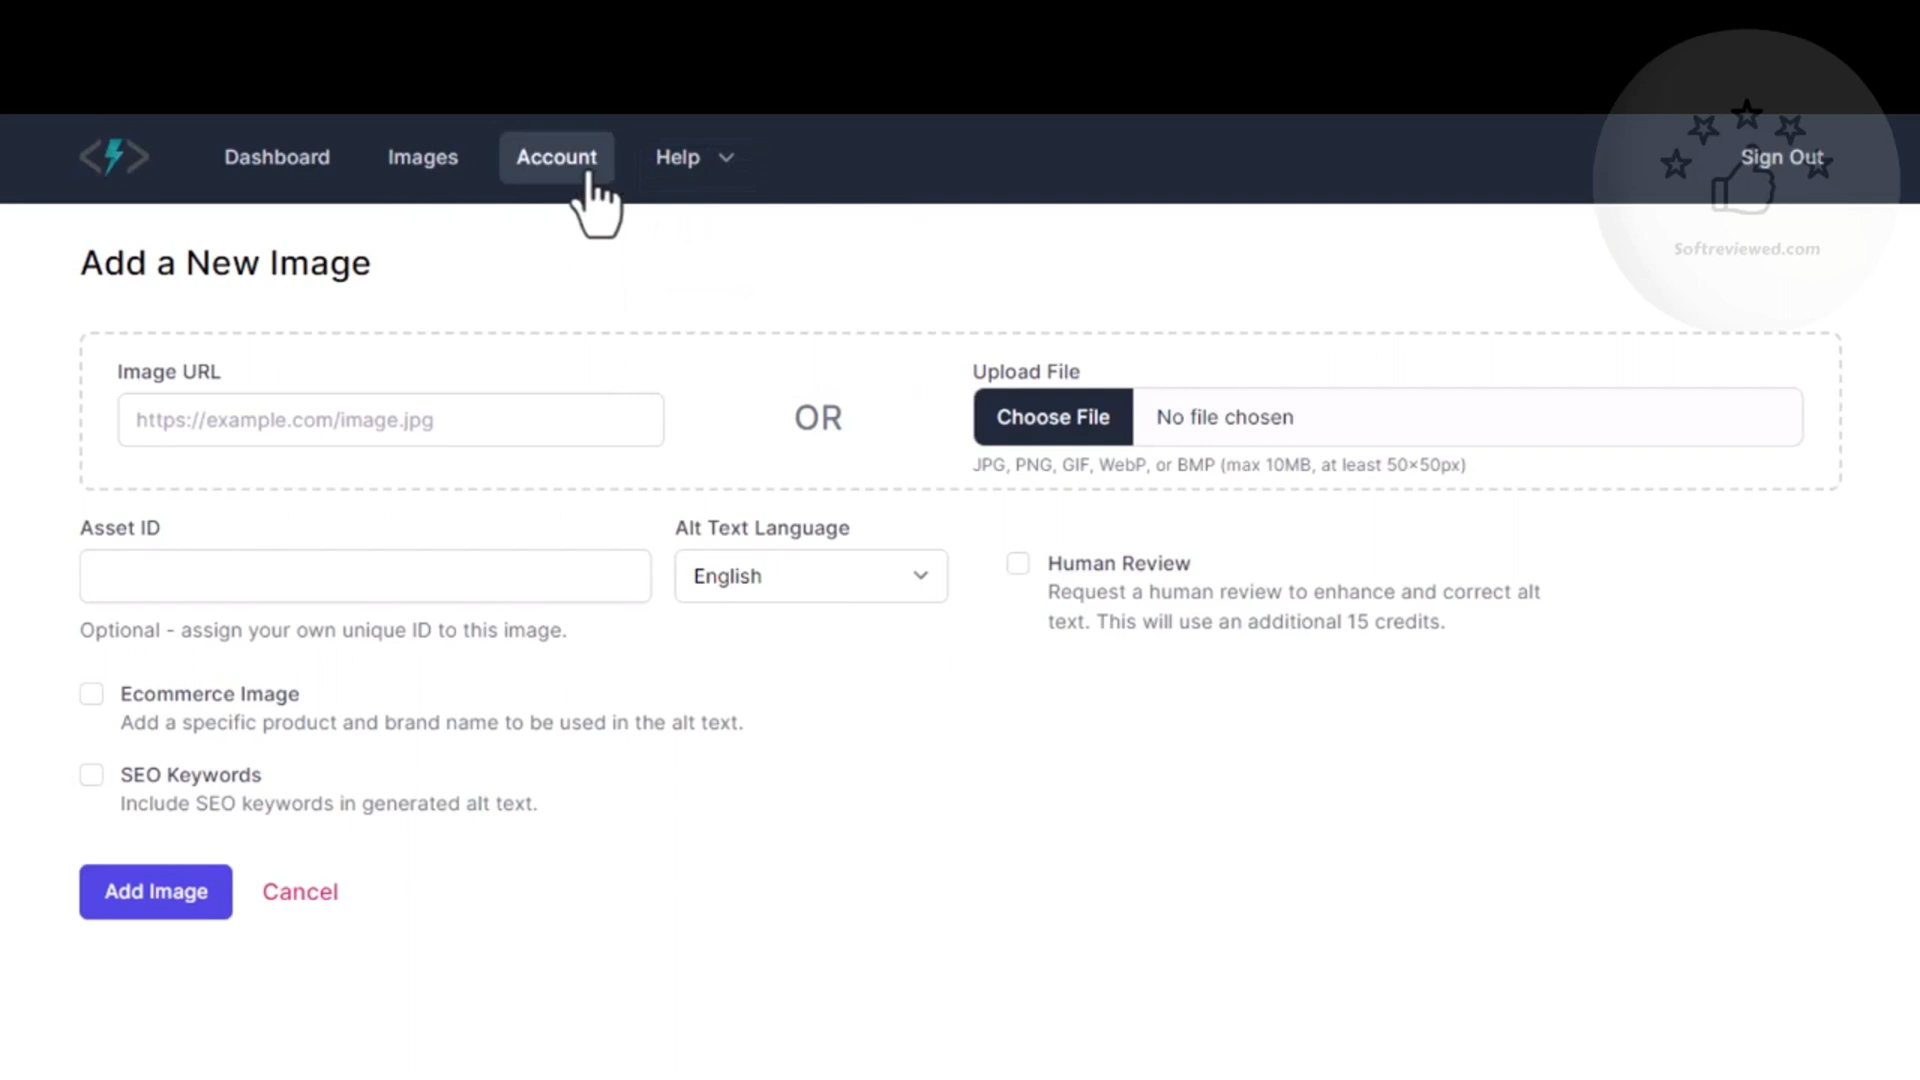 Dashboard Images Account Help Sign Out
Softreviewed.com
Add a New Image
Image URL
https://example.com/image.jpg
OR
Upload File
Choose File No file chosen
JPG, PNG, GIF, WebP, or BMP (max 10MB, at least 50×50px)
Asset ID
Optional - assign your own unique ID to this image.
Alt Text Language
English
Human Review
Request a human review to enhance and correct alt
text. This will use an additional 15 credits.
Ecommerce Image
Add a specific product and brand name to be used in the alt text.
SEO Keywords
Include SEO keywords in generated alt text.
Add Image Cancel